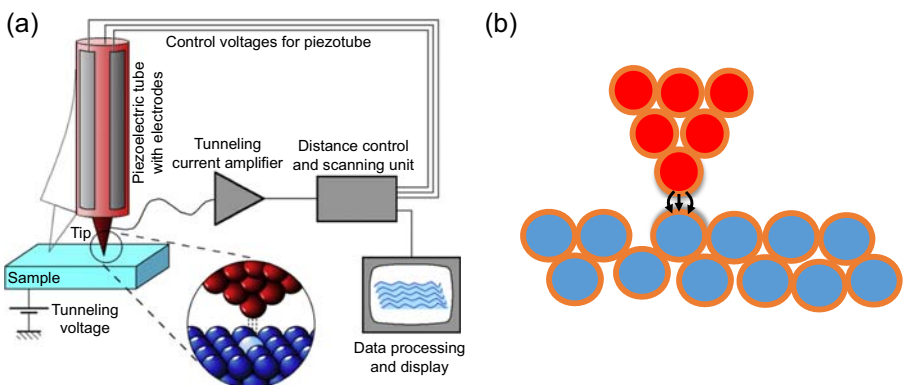 (a)
Control voltages for piezotube
Piezoelectric tube
with electrodes
Tunneling
current amplifier
Distance control
and scanning unit
Tip
Sample
Tunneling
voltage
Data processing
and display
(b)